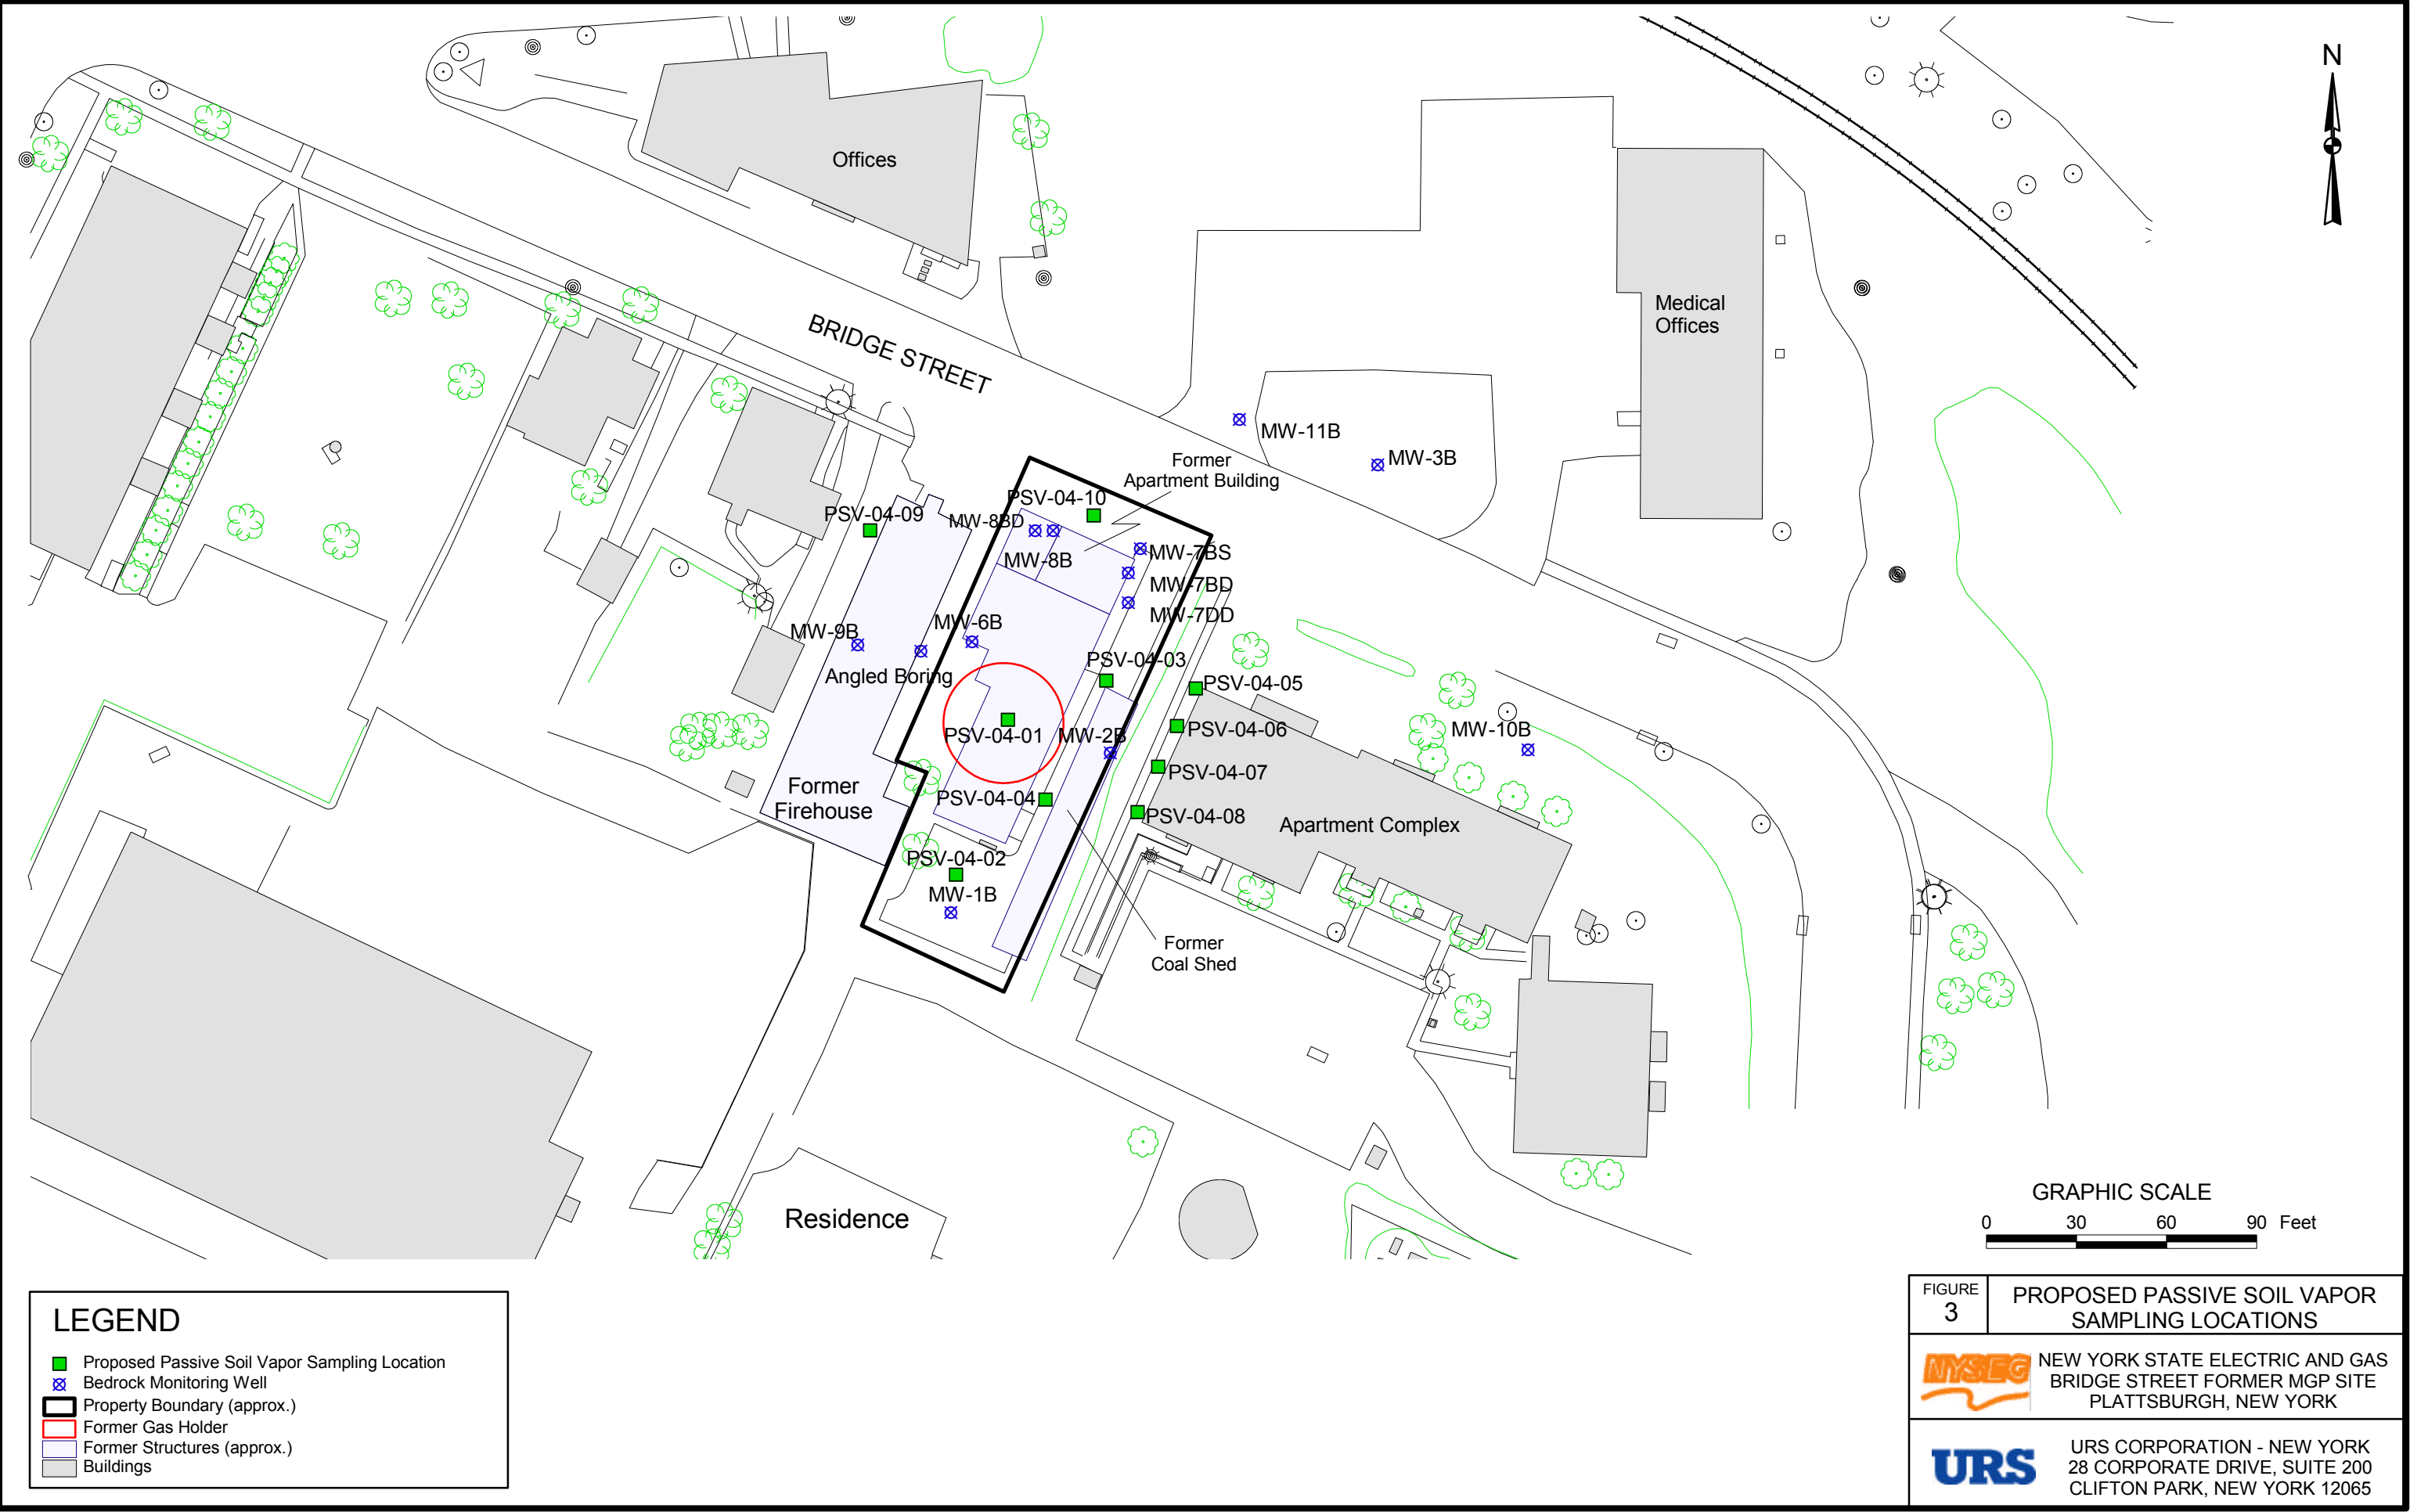 N
Offices
BRIDGE STREET
Medical
Offices
MW-11B
MW-3B
Former
Apartment Building
PSV-04-10
PSV-04-09
MW-8BD
MW-8B
MW-7BS
MW-7BD
MW-7DD
MW-6B
MW-9B
Angled Boring
PSV-04-03
PSV-04-05
PSV-04-06
PSV-04-01
MW-2B
MW-10B
PSV-04-07
Former
Firehouse
PSV-04-04
PSV-04-08
Apartment Complex
PSV-04-02
MW-1B
Former
Coal Shed
Residence
GRAPHIC SCALE
0 30 60 90 Feet
LEGEND
Proposed Passive Soil Vapor Sampling Location
Bedrock Monitoring Well
Property Boundary (approx.)
Former Gas Holder
Former Structures (approx.)
Buildings
FIGURE
3
PROPOSED PASSIVE SOIL VAPOR
SAMPLING LOCATIONS
NYSEG
NEW YORK STATE ELECTRIC AND GAS
BRIDGE STREET FORMER MGP SITE
PLATTSBURGH, NEW YORK
URS
URS CORPORATION - NEW YORK
28 CORPORATE DRIVE, SUITE 200
CLIFTON PARK, NEW YORK 12065